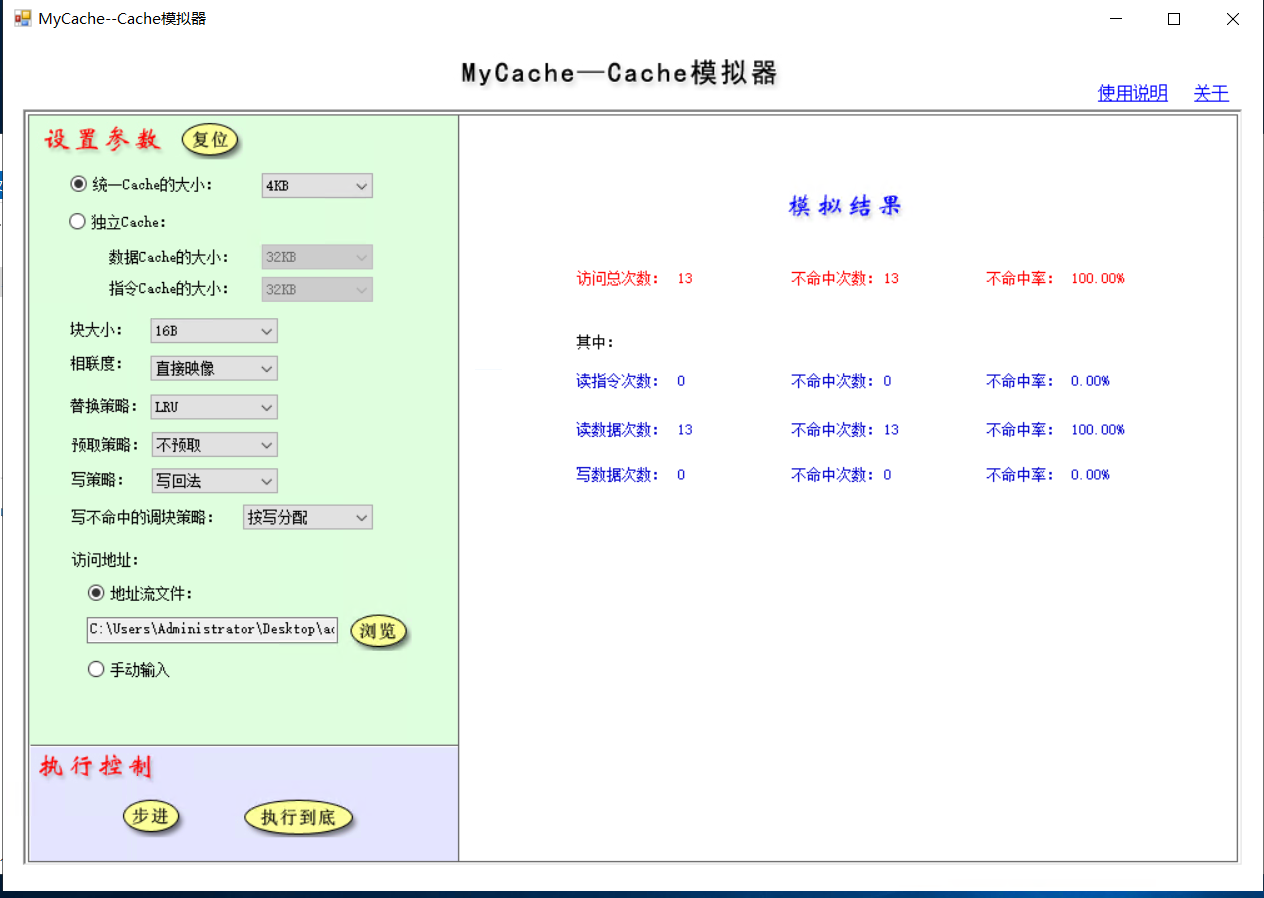 MyCache--Cache模拟器
MyCache—Cache模拟器
使用说明 关于
设置参数 复位
统一Cache的大小: 4KB
独立Cache:
数据Cache的大小: 32KB
指令Cache的大小: 32KB
块大小: 16B
相联度: 直接映像
替换策略: LRU
预取策略: 不预取
写策略: 写回法
写不命中的调块策略: 按写分配
访问地址:
地址流文件:
C:\Users\Administrator\Desktop\ad 浏览
手动输入
执行控制
步进 执行到底
模拟结果
访问总次数: 13 不命中次数: 13 不命中率: 100.00%
其中:
读指令次数: 0 不命中次数: 0 不命中率: 0.00%
读数据次数: 13 不命中次数: 13 不命中率: 100.00%
写数据次数: 0 不命中次数: 0 不命中率: 0.00%